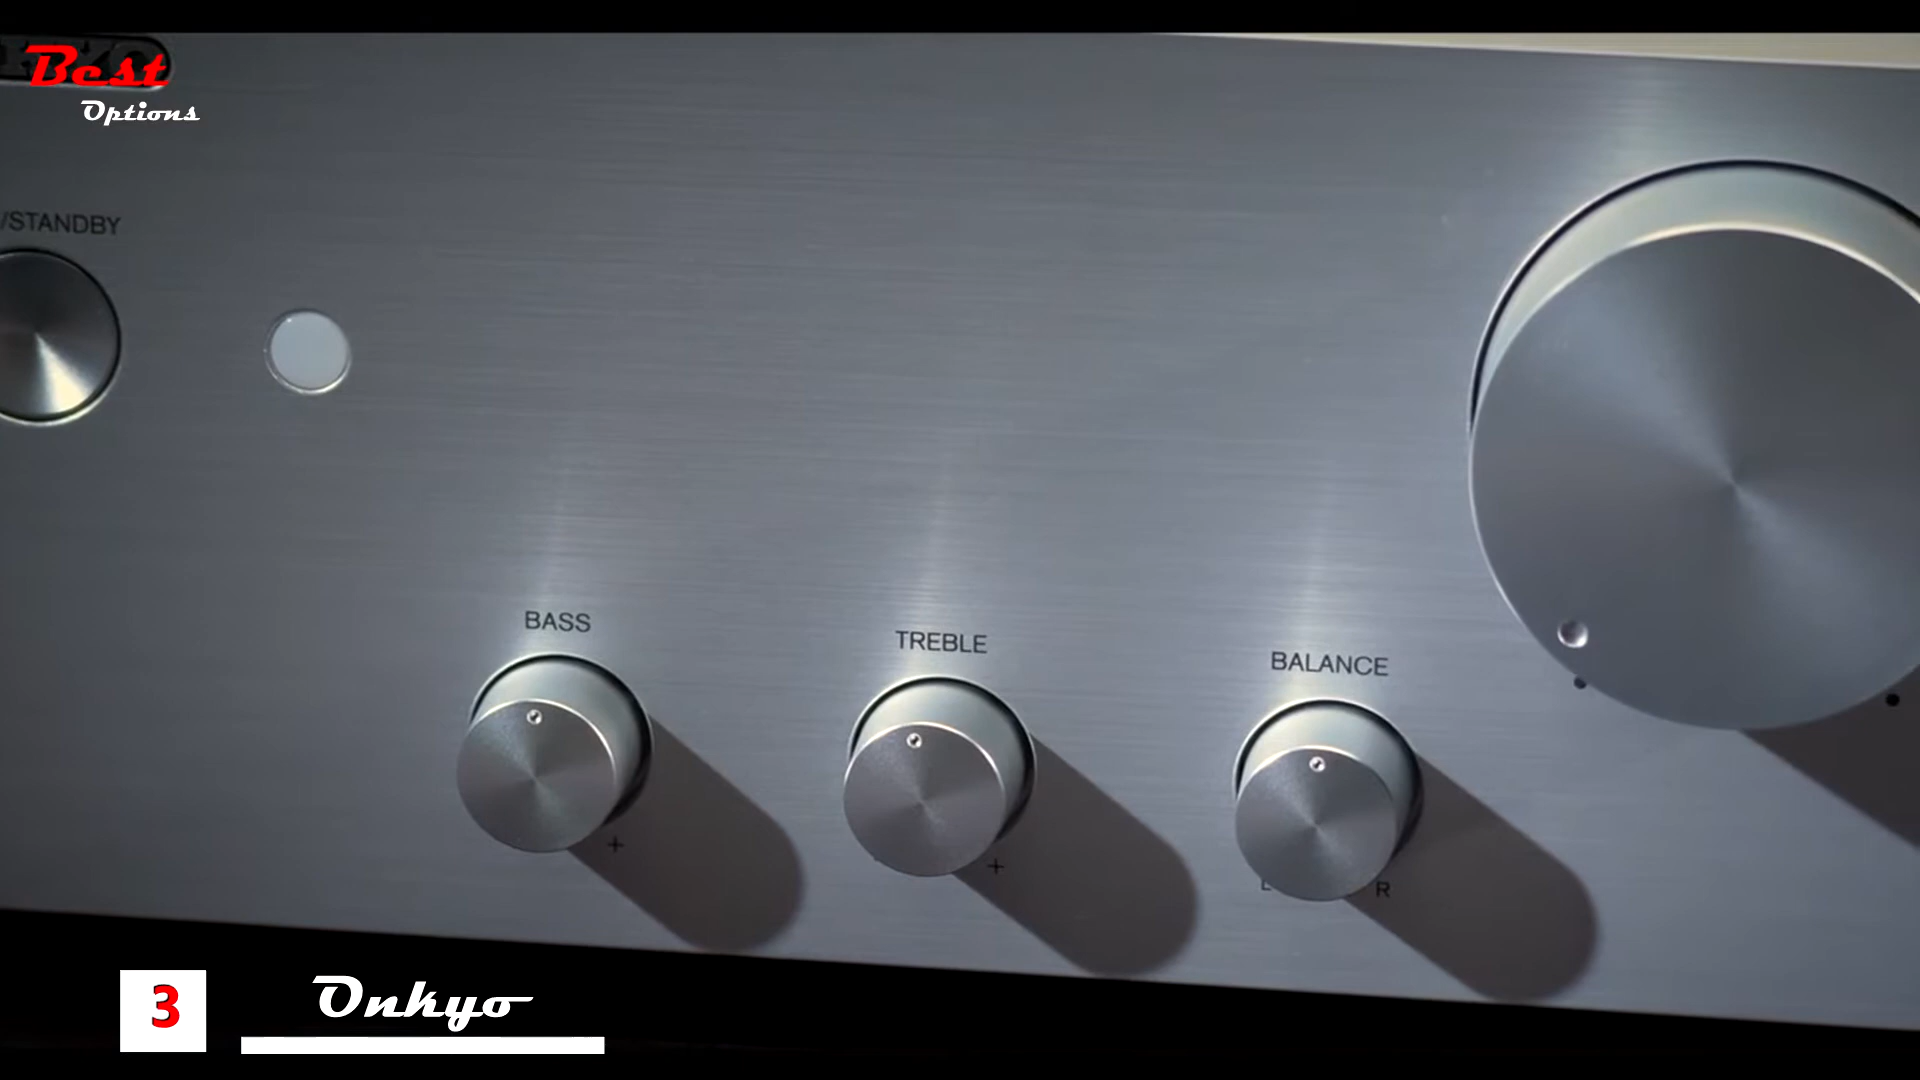 Best
Options
/STANDBY
BASS
TREBLE
BALANCE
+
+
L
R
3
Onkyo